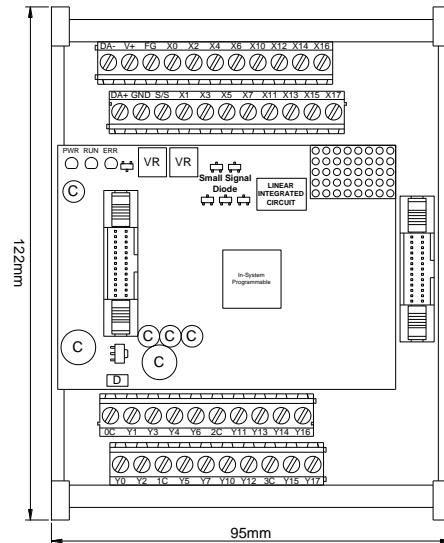 DA- V+ FG X0 X2 X4 X6 X10 X12 X14 X16
DA+ GND S/S X1 X3 X5 X7 X11 X13 X15 X17
PWR RUN ERR
VR VR
Small Signal
Diode
LINEAR
INTEGRATED
CIRCUIT
C
In-System
Programmable
C C C
C
C
D
0C Y1 Y3 Y4 Y6 2C Y11 Y13 Y14 Y16
Y0 Y2 1C Y5 Y7 Y10 Y12 3C Y15 Y17
122mm
95mm